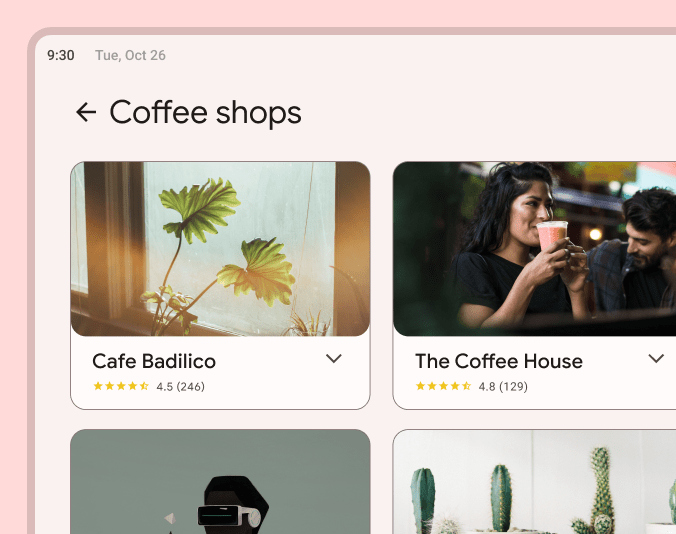 9:30 Tue, Oct 26
Coffee shops
Cafe Badilico
4.5 (246)
The Coffee House
4.8 (129)